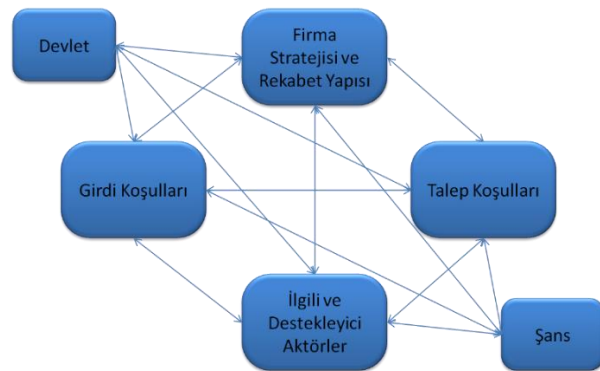 Devlet
Firma
Stratejisi ve
Rekabet Yapısı
Girdi Koşulları
Talep Koşulları
İlgili ve
Destekleyici
Aktörler
Şans